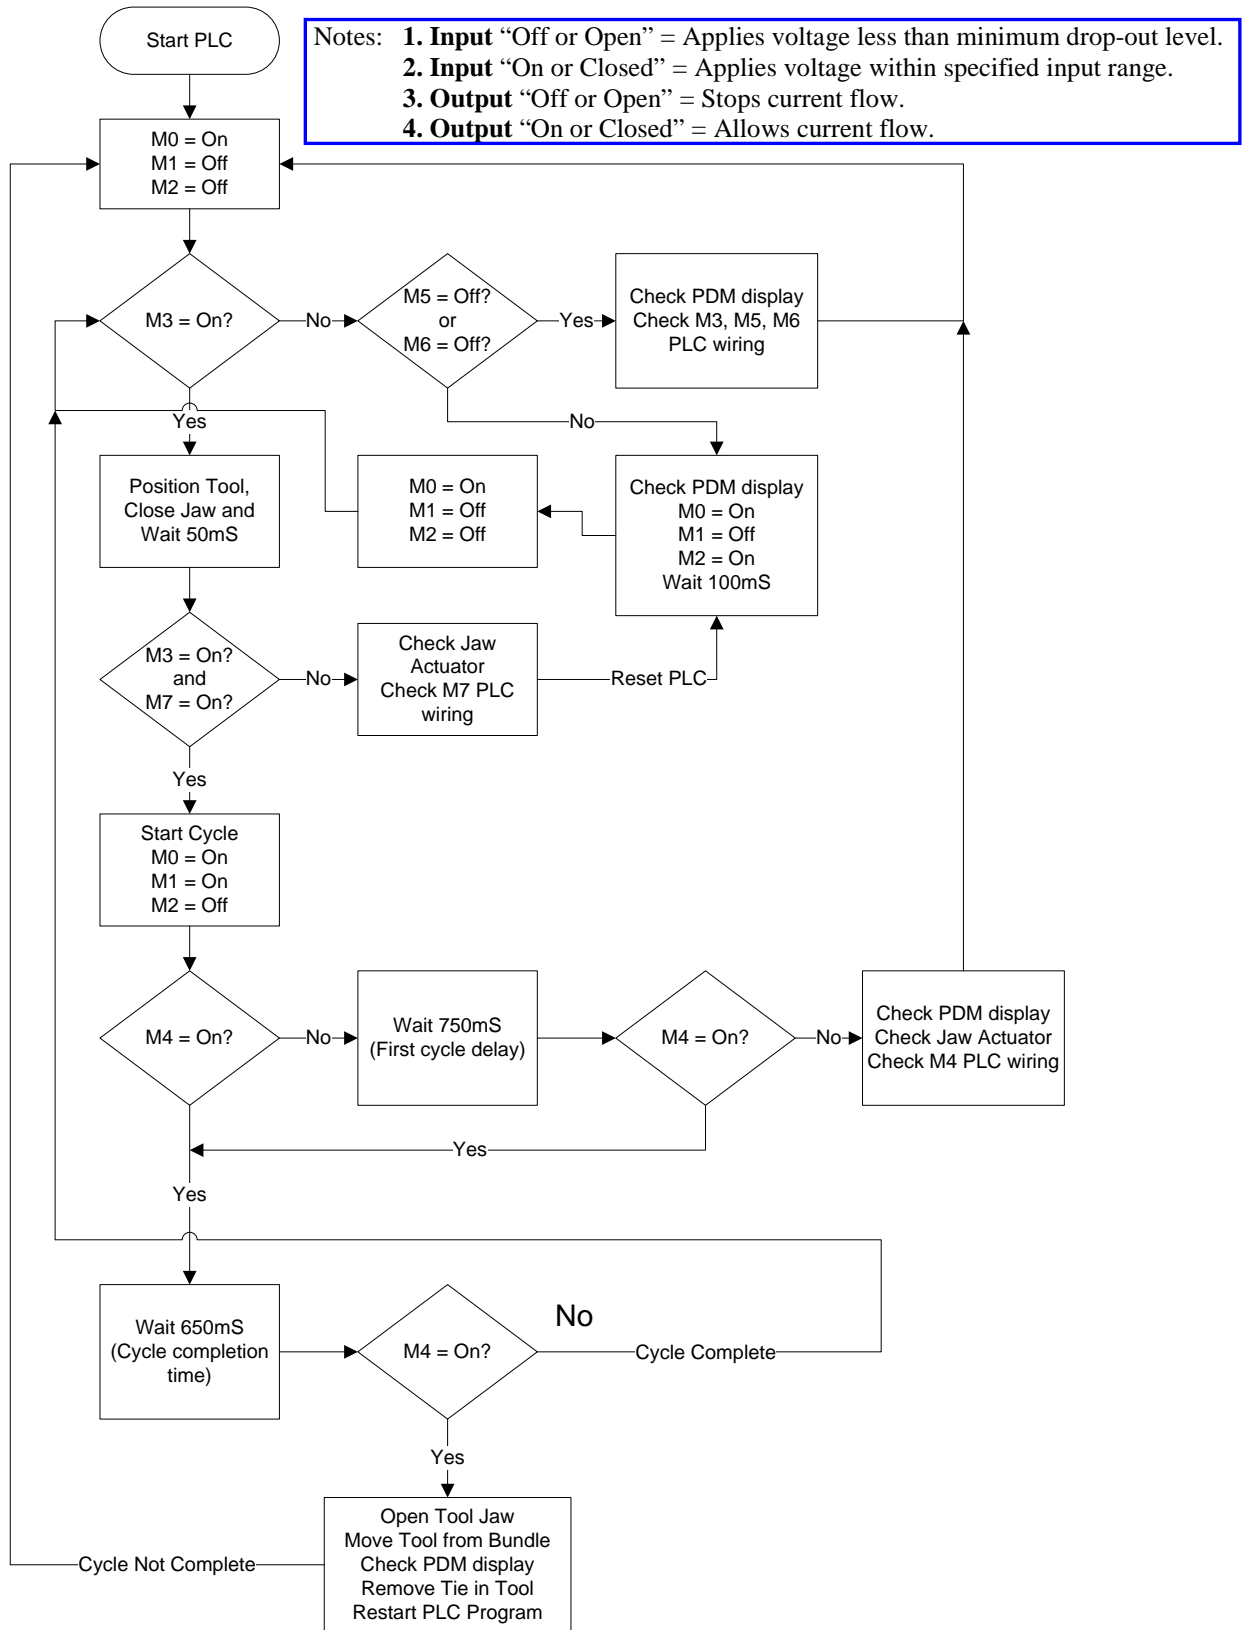 Start PLC
Notes: 1. Input “Off or Open” = Applies voltage less than minimum drop-out level.
2. Input “On or Closed” = Applies voltage within specified input range.
3. Output “Off or Open” = Stops current flow.
4. Output “On or Closed” = Allows current flow.
M0 = On
M1 = Off
M2 = Off
M3 = On?
No
M5 = Off?
or
M6 = Off?
Yes
Check PDM display
Check M3, M5, M6
PLC wiring
Yes
No
Position Tool,
Close Jaw and
Wait 50mS
M0 = On
M1 = Off
M2 = Off
Check PDM display
M0 = On
M1 = Off
M2 = On
Wait 100mS
M3 = On?
and
M7 = On?
No
Check Jaw
Actuator
Check M7 PLC
wiring
Reset PLC
Yes
Start Cycle
M0 = On
M1 = On
M2 = Off
M4 = On?
No
Wait 750mS
(First cycle delay)
M4 = On?
No
Check PDM display
Check Jaw Actuator
Check M4 PLC wiring
Yes
Yes
Wait 650mS
(Cycle completion
time)
M4 = On?
No
Cycle Complete
Yes
Open Tool Jaw
Move Tool from Bundle
Check PDM display
Remove Tie in Tool
Restart PLC Program
Cycle Not Complete